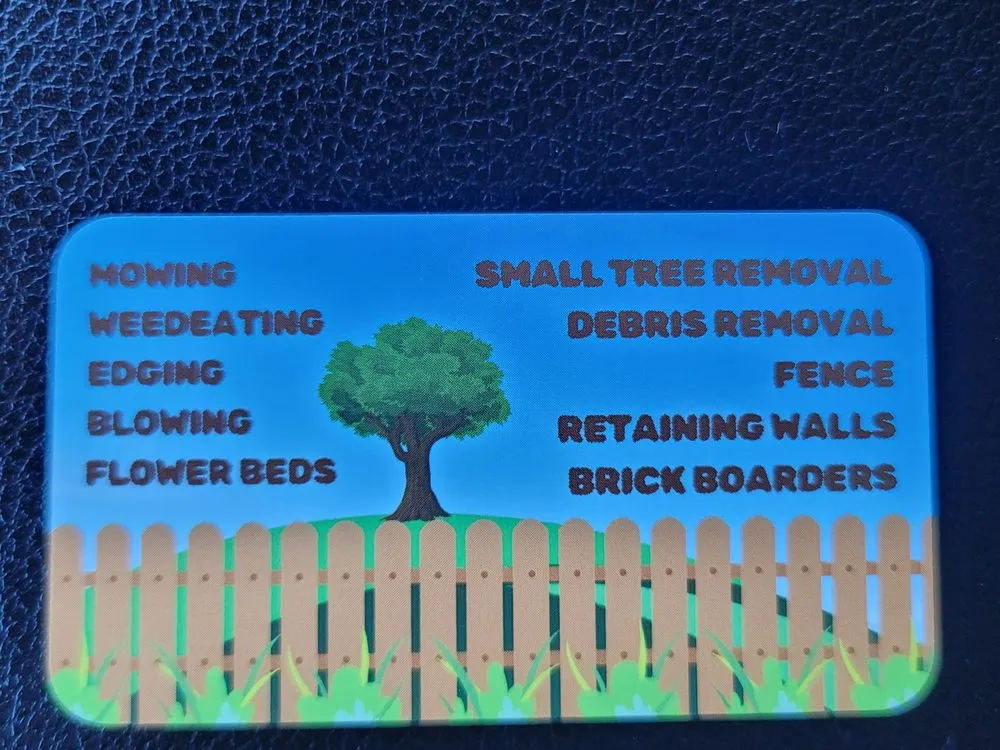 MOWING
WEEDEATING
EDGING
BLOWING
FLOWER BEDS
SMALL TREE REMOVAL
DEBRIS REMOVAL
FENCE
RETAINING WALLS
BRICK BOARDERS